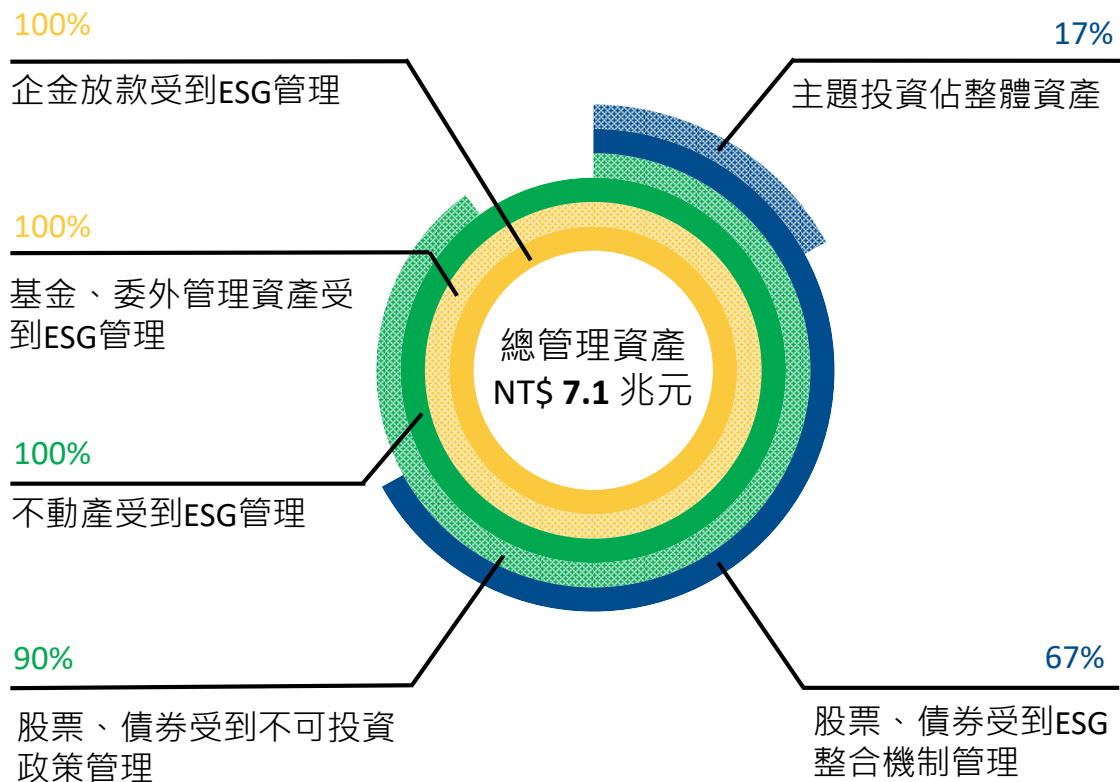 100%
企金放款受到ESG管理
100%
基金、委外管理資產受
到ESG管理
100%
不動產受到ESG管理
90%
股票、債券受到不可投資
政策管理
總管理資產
NT$ 7.1 兆元
17%
主題投資佔整體資產
67%
股票、債券受到ESG
整合機制管理